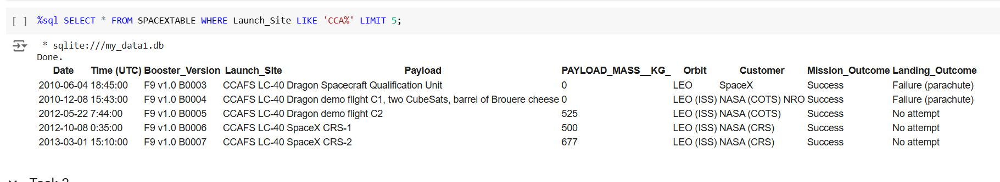 [ ] %sql SELECT * FROM SPACEXTABLE WHERE Launch_Site LIKE 'CCA%' LIMIT 5;
* sqlite:///my_data1.db
Done.
Date Time (UTC) Booster_Version Launch_Site Payload PAYLOAD_MASS__KG_ Orbit Customer Mission_Outcome Landing_Outcome
2010-06-04 18:45:00 F9 v1.0 B0003 CCAFS LC-40 Dragon Spacecraft Qualification Unit 0 LEO SpaceX Success Failure (parachute)
2010-12-08 15:43:00 F9 v1.0 B0004 CCAFS LC-40 Dragon demo flight C1, two CubeSats, barrel of Brouere cheese 0 LEO (ISS) NASA (COTS) NRO Success Failure (parachute)
2012-05-22 7:44:00 F9 v1.0 B0005 CCAFS LC-40 Dragon demo flight C2 525 LEO (ISS) NASA (COTS) Success No attempt
2012-10-08 0:35:00 F9 v1.0 B0006 CCAFS LC-40 SpaceX CRS-1 500 LEO (ISS) NASA (CRS) Success No attempt
2013-03-01 15:10:00 F9 v1.0 B0007 CCAFS LC-40 SpaceX CRS-2 677 LEO (ISS) NASA (CRS) Success No attempt
Task